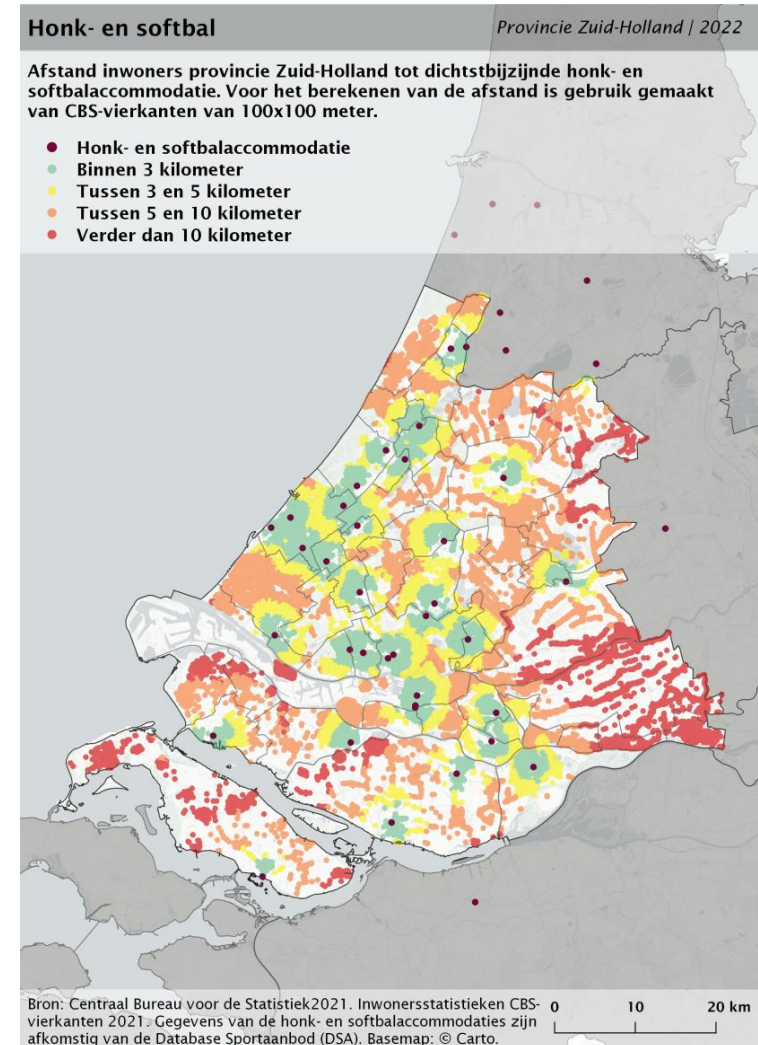 Honk- en softbal
Provincie Zuid-Holland | 2022
Afstand inwoners provincie Zuid-Holland tot dichtstbijzijnde honk- en
softbalaccommodatie. Voor het berekenen van de afstand is gebruik gemaakt
van CBS-vierkanten van 100x100 meter.
Honk- en softbalaccommodatie
Binnen 3 kilometer
Tussen 3 en 5 kilometer
Tussen 5 en 10 kilometer
Verder dan 10 kilometer
Bron: Centraal Bureau voor de Statistiek2021. Inwonersstatistieken CBS-
vierkanten 2021. Gegevens van de honk- en softbalaccommodaties zijn
afkomstig van de Database Sportaanbod (DSA). Basemap: © Carto.
0 10 20 km